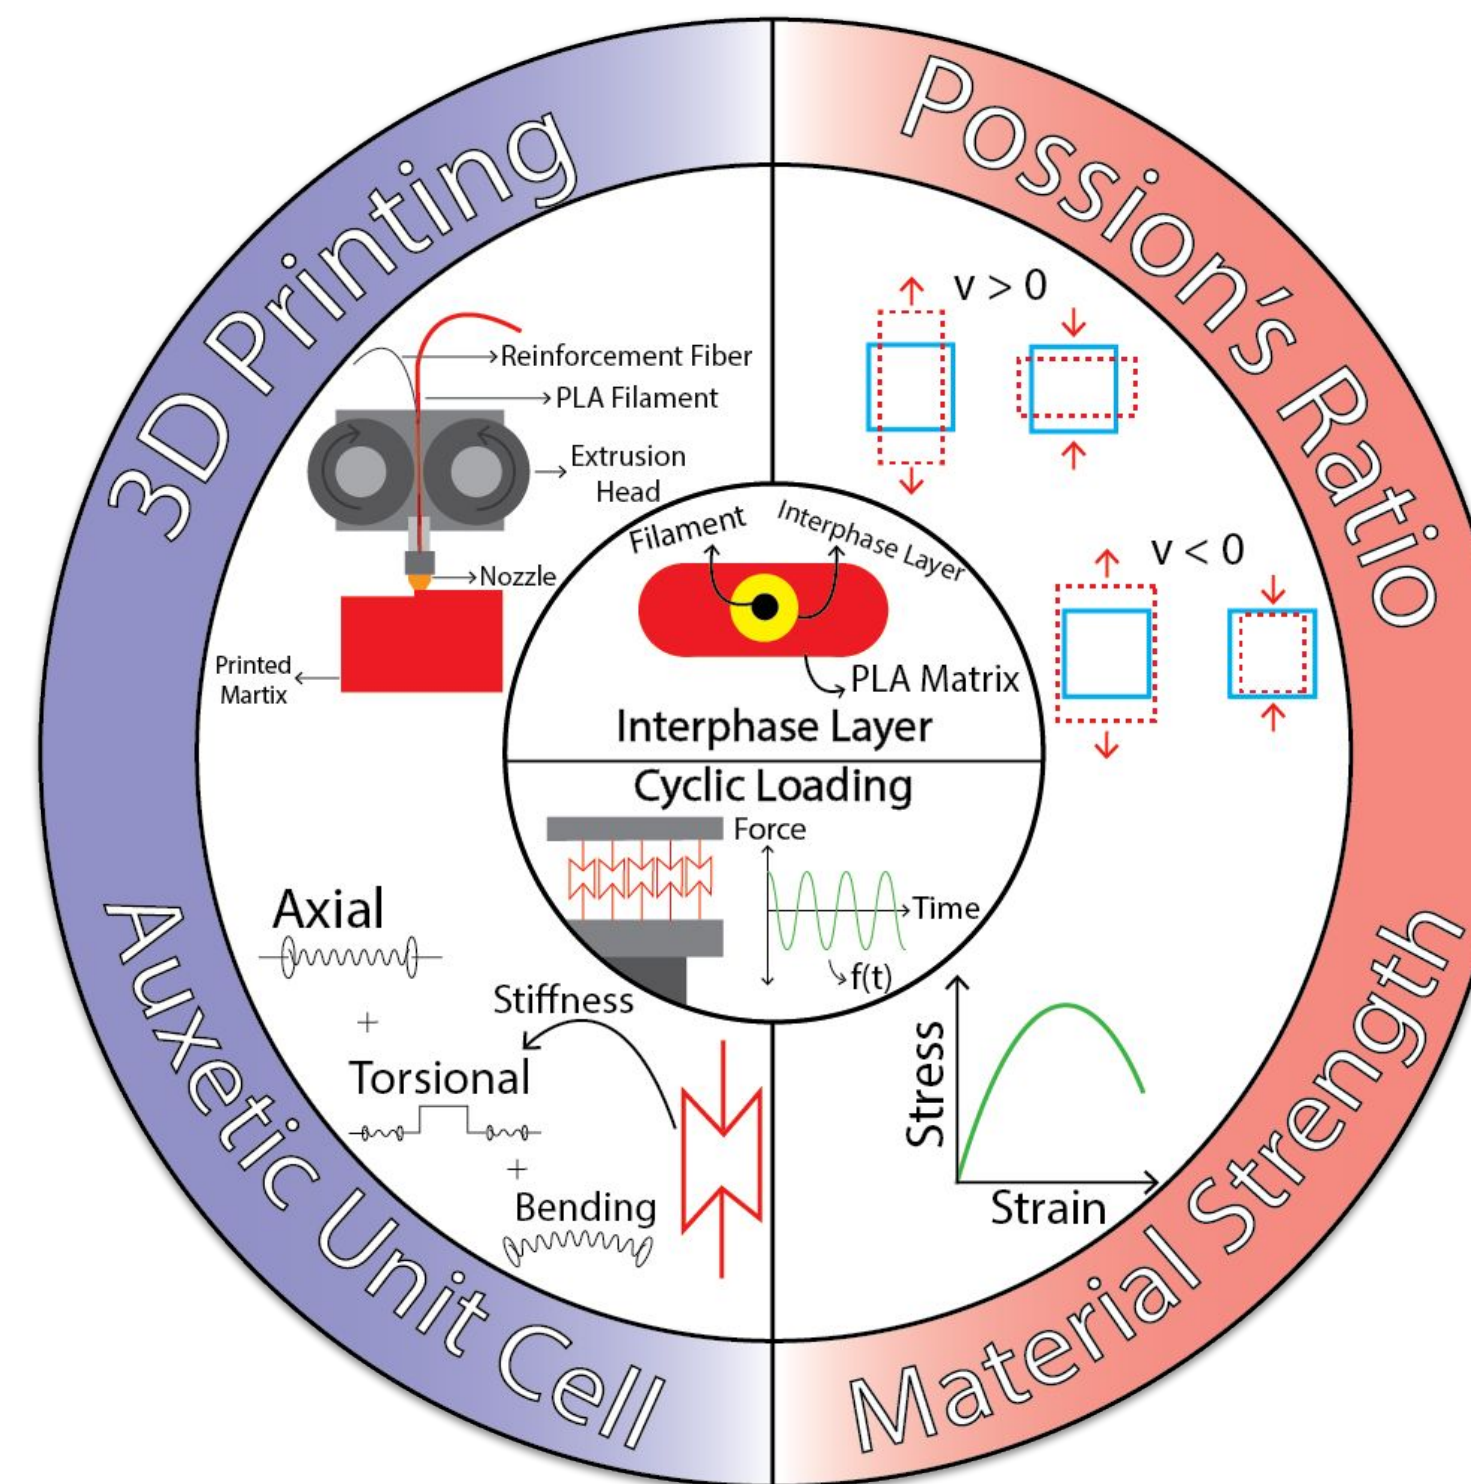 3D Printing
Possion's Ratio
Reinforcement Fiber
PLA Filament
Extrusion
Head
Nozzle
Printed
Martix
v > 0
v < 0
Filament
Interphase Layer
PLA Matrix
Interphase Layer
Cyclic Loading
Force
Time
f(t)
Axial
+
Torsional
+
Bending
Stiffness
Stress
Strain
Auxetic Unit Cell
Material Strength